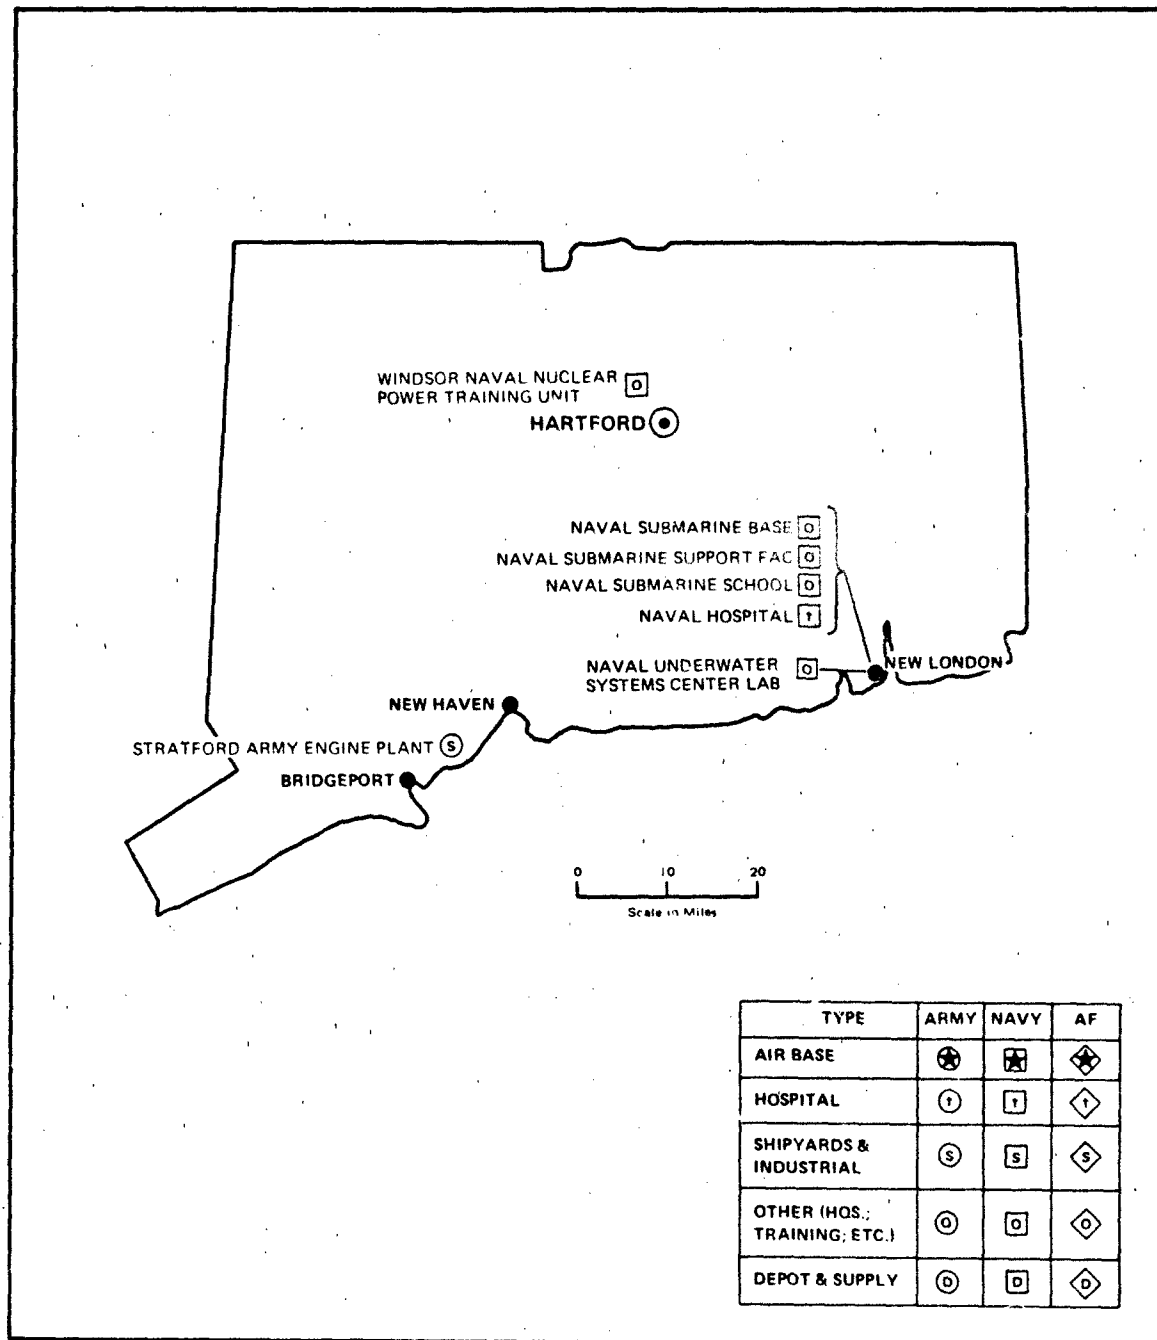 WINDSOR NAVAL NUCLEAR O
POWER TRAINING UNIT
HARTFORD
NAVAL SUBMARINE BASE O
NAVAL SUBMARINE SUPPORT FAC O
NAVAL SUBMARINE SCHOOL O
NAVAL HOSPITAL †
NAVAL UNDERWATER O
SYSTEMS CENTER LAB
NEW LONDON
NEW HAVEN
STRATFORD ARMY ENGINE PLANT S
BRIDGEPORT
0 10 20
Scale in Miles
TYPE ARMY NAVY AF
AIR BASE
HOSPITAL † † †
SHIPYARDS & S S S
INDUSTRIAL
OTHER (HQS.; O O O
TRAINING; ETC.)
DEPOT & SUPPLY D D D